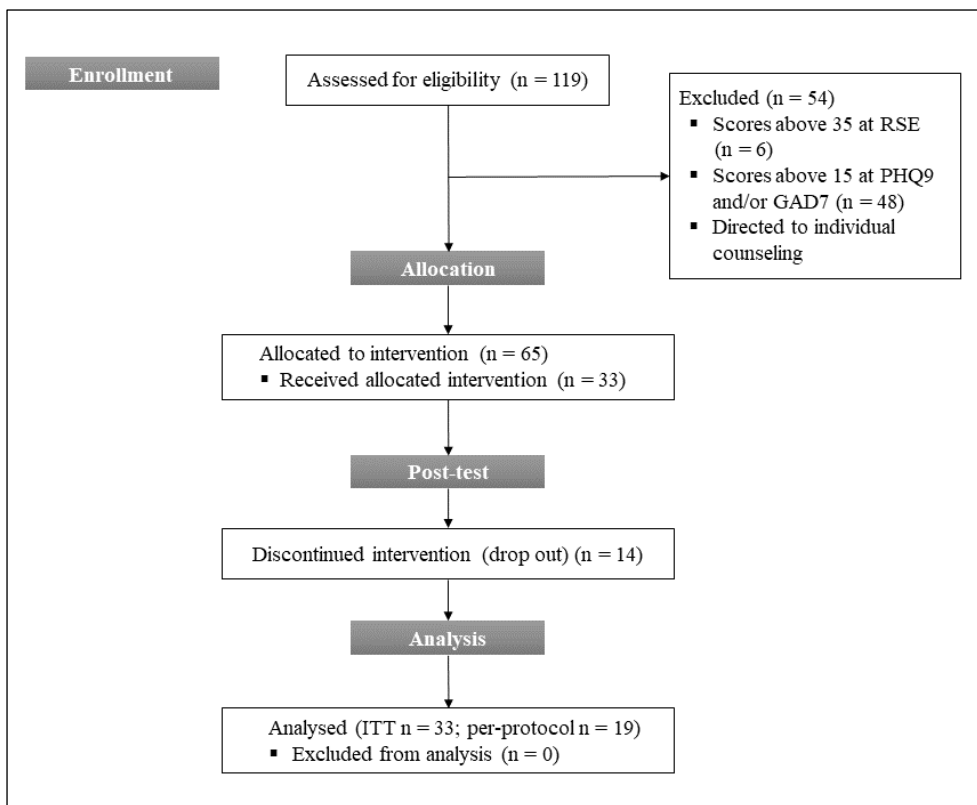 Enrollment
Assessed for eligibility (n = 119)
Excluded (n = 54)
▪ Scores above 35 at RSE
(n = 6)
▪ Scores above 15 at PHQ9
and/or GAD7 (n = 48)
▪ Directed to individual
counseling
Allocation
Allocated to intervention (n = 65)
▪ Received allocated intervention (n = 33)
Post-test
Discontinued intervention (drop out) (n = 14)
Analysis
Analysed (ITT n = 33; per-protocol n = 19)
▪ Excluded from analysis (n = 0)